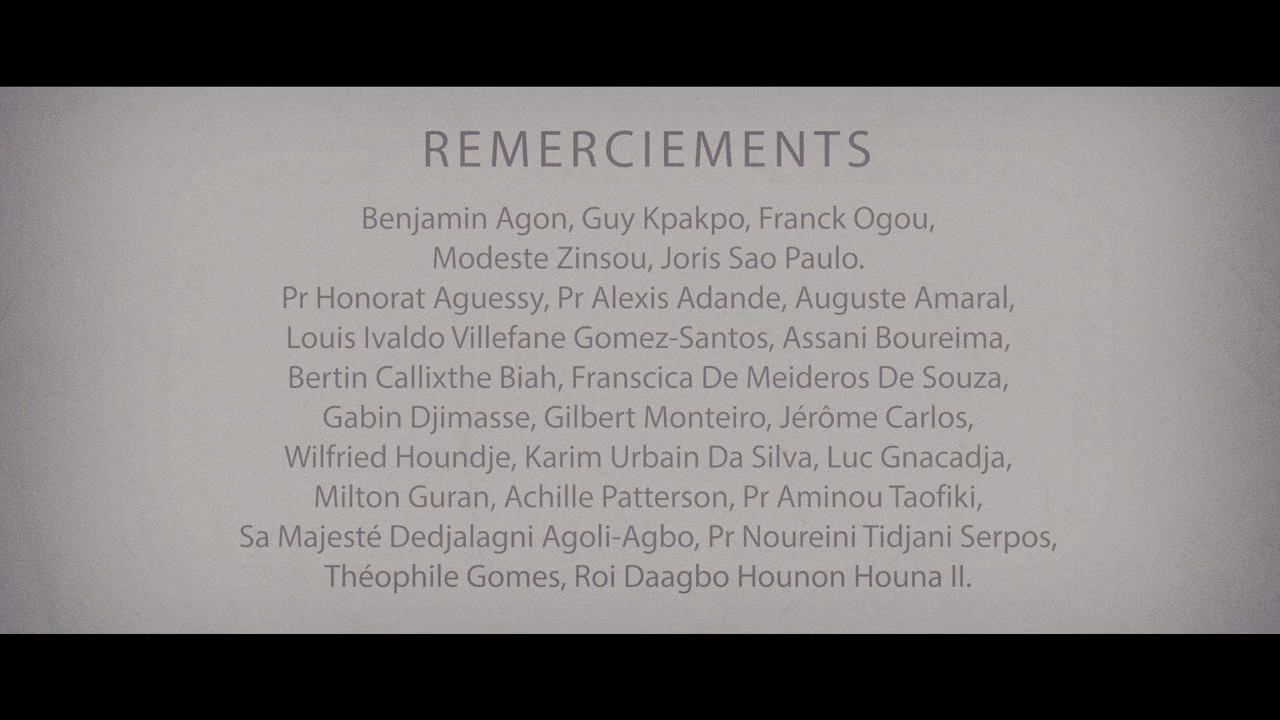 REMERCIEMENTS
Benjamin Agon, Guy Kpakpo, Franck Ogou,
Modeste Zinsou, Joris Sao Paulo.
Pr Honorat Aguessy, Pr Alexis Adande, Auguste Amaral,
Louis Ivaldo Villefane Gomez-Santos, Assani Boureima,
Bertin Callixthe Biah, Franscica De Meideros De Souza,
Gabin Djimasse, Gilbert Monteiro, Jérôme Carlos,
Wilfried Houndje, Karim Urbain Da Silva, Luc Gnacadja,
Milton Guran, Achille Patterson, Pr Aminou Taofiki,
Sa Majesté Dedjalagni Agoli-Agbo, Pr Noureini Tidjani Serpos,
Théophile Gomes, Roi Daagbo Hounon Houna II.